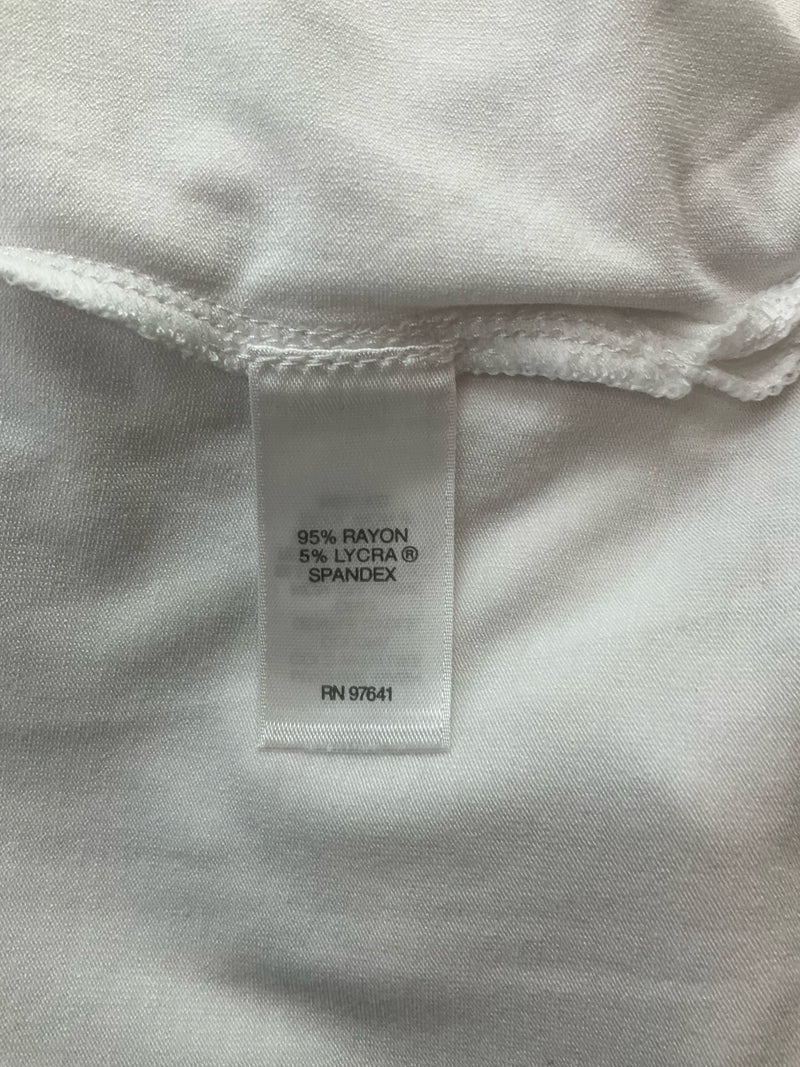 95% RAYON
5% LYCRA ®
SPANDEX
RN 97641